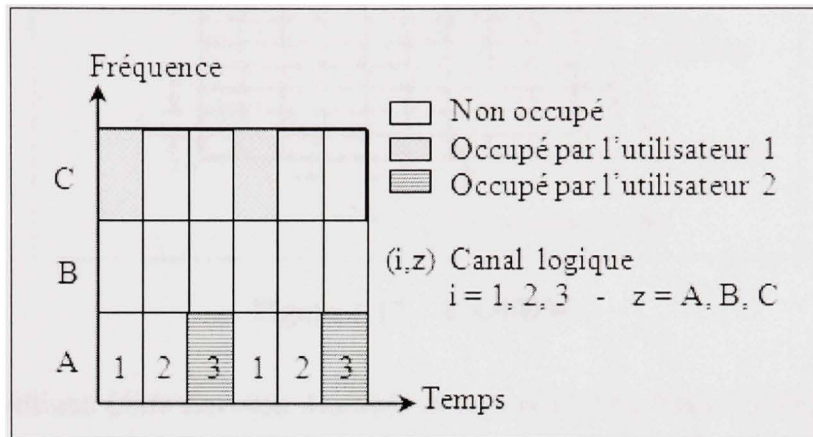 Fréquence
Non occupé
Occupé par l'utilisateur 1
C
Occupé par l'utilisateur 2
B
(i,z) Canal logique
i = 1, 2, 3 - z = A, B, C
A 1 2 3 1 2 3
Temps